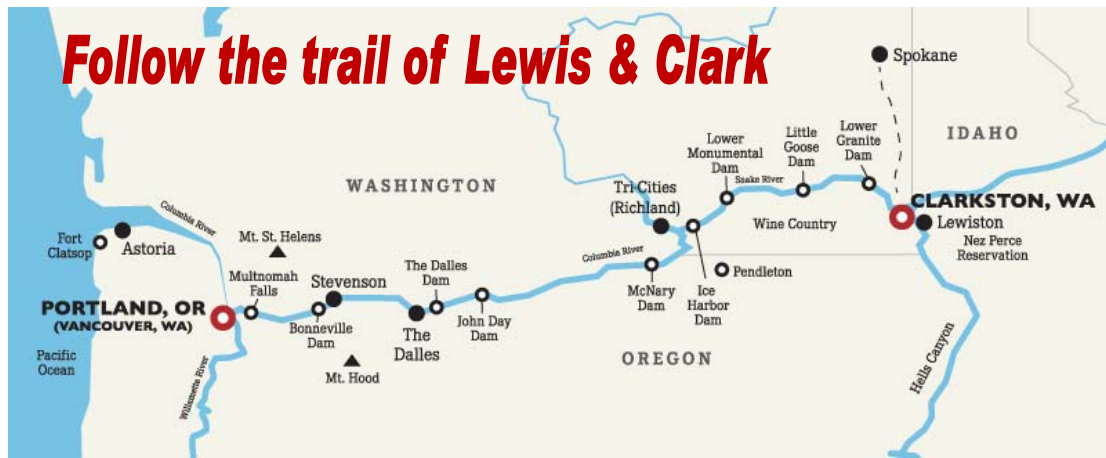 Follow the trail of Lewis & Clark
Spokane
IDAHO
Lower
Granite
Dam
Little
Goose
Dam
Lower
Monumental
Dam
Snake River
WASHINGTON
Tri Cities
(Richland)
CLARKSTON, WA
Lewiston
Nez Perce
Reservation
Wine Country
Columbia River
Fort
Clatsop
Astoria
Mt. St. Helens
Columbia River
Pendleton
Multnomah
Falls
Stevenson
The Dalles
Dam
McNary
Dam
Ice
Harbor
Dam
PORTLAND, OR
(VANCOUVER, WA)
Bonneville
Dam
The
Dalles
John Day
Dam
OREGON
Pacific
Ocean
Mt. Hood
Willamette River
Hells Canyon